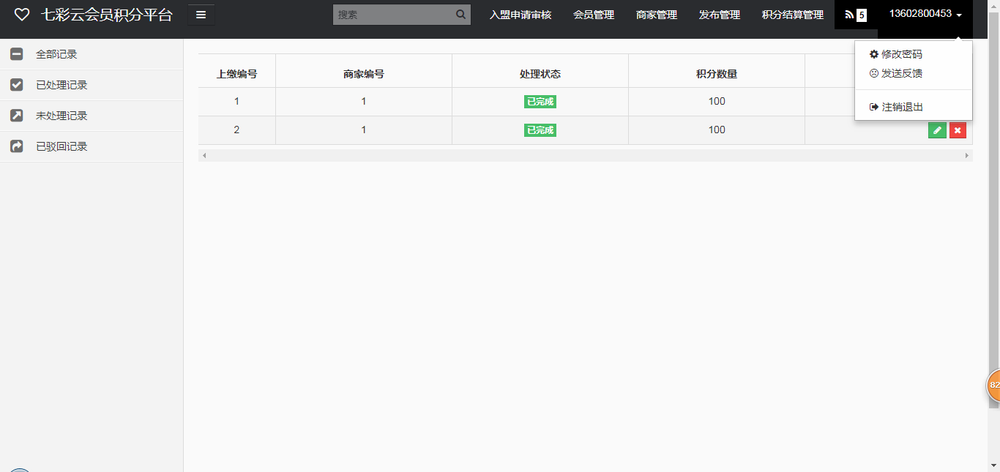 七彩云会员积分平台
搜索
入盟申请审核 会员管理 商家管理 发布管理 积分结算管理 5 13602800453
修改密码
发送反馈
注销退出
全部记录
已处理记录
未处理记录
已驳回记录
上缴编号 商家编号 处理状态 积分数量
1 1 已完成 100
2 1 已完成 100
82